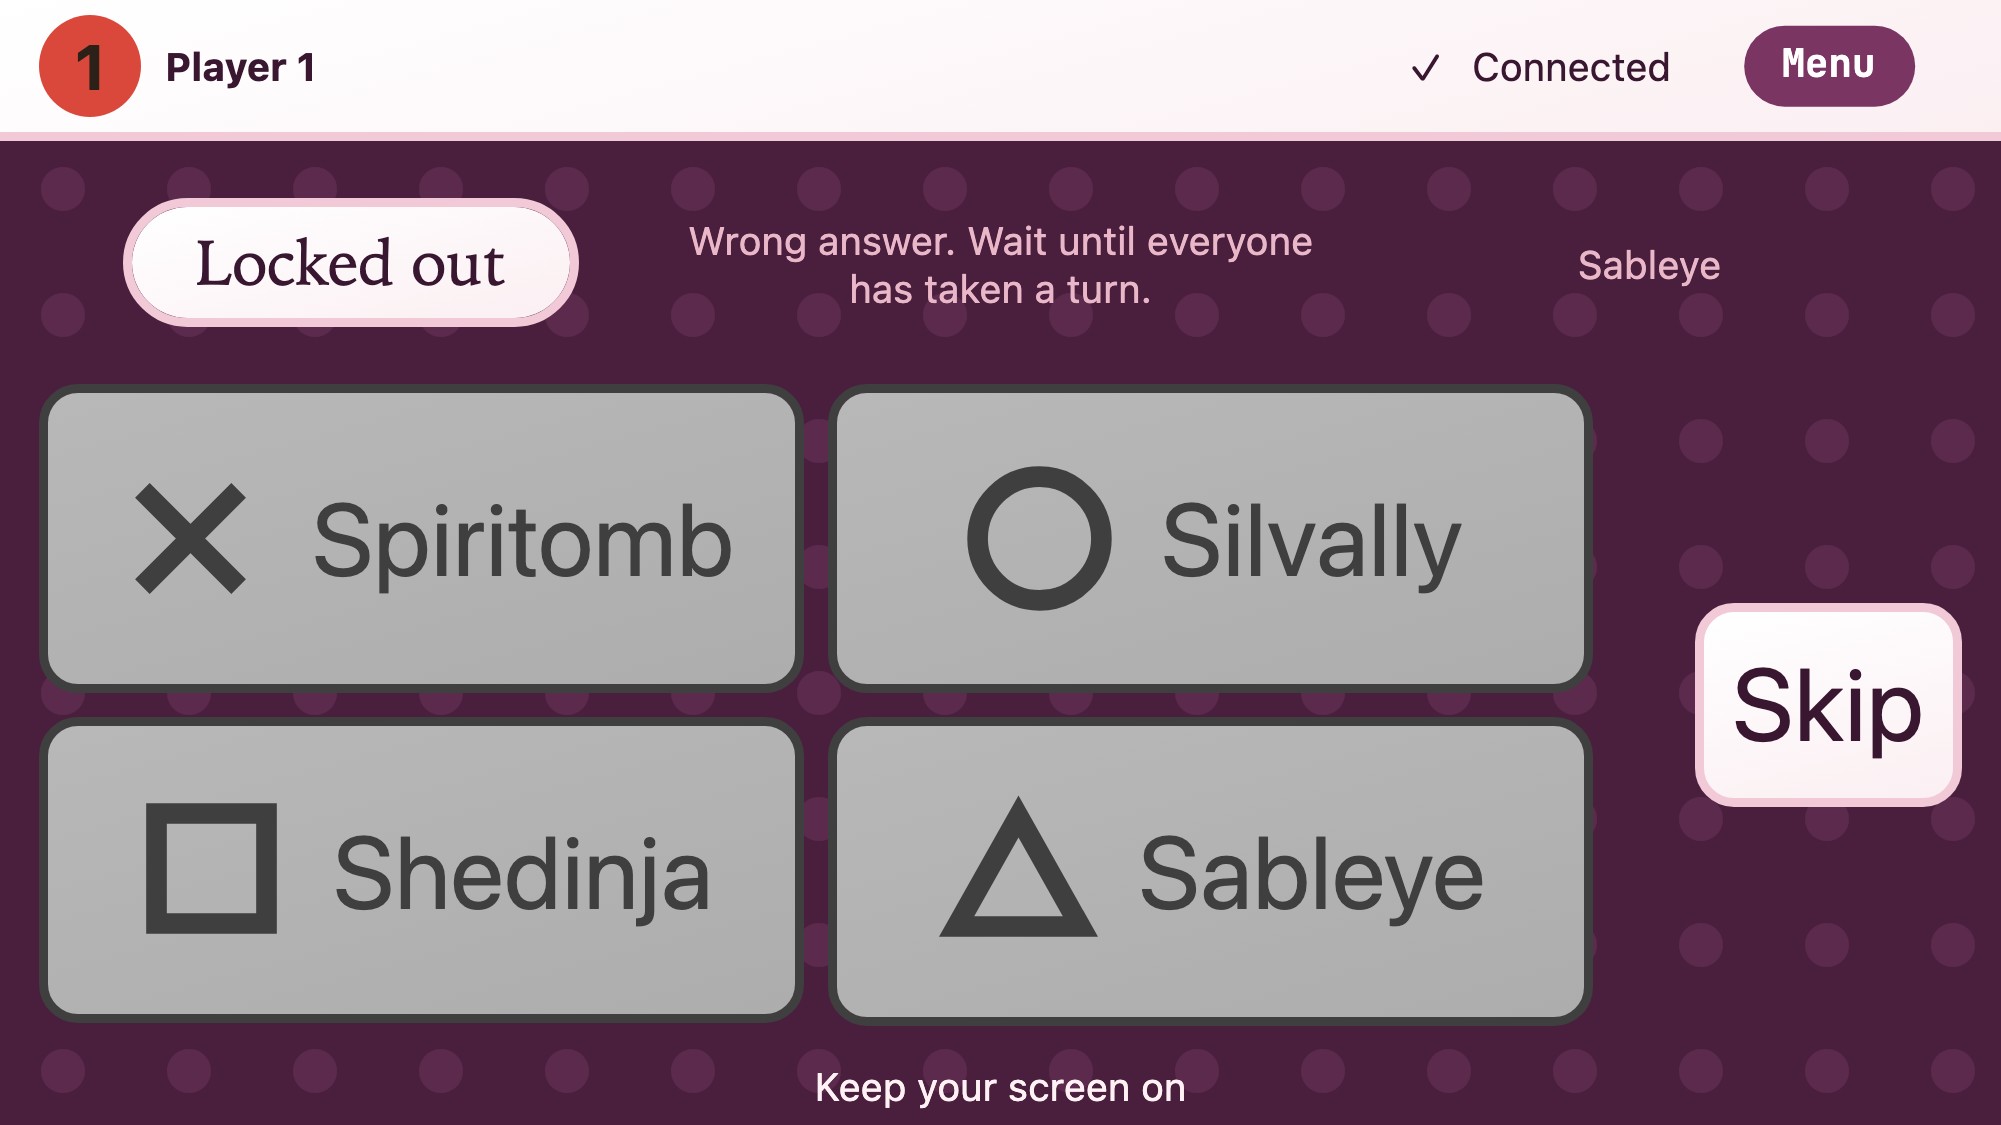 1 Player 1
✓ Connected
Menu
Locked out
Wrong answer. Wait until everyone
has taken a turn.
Sableye
Spiritomb
Silvally
Shedinja
Sableye
Skip
Keep your screen on